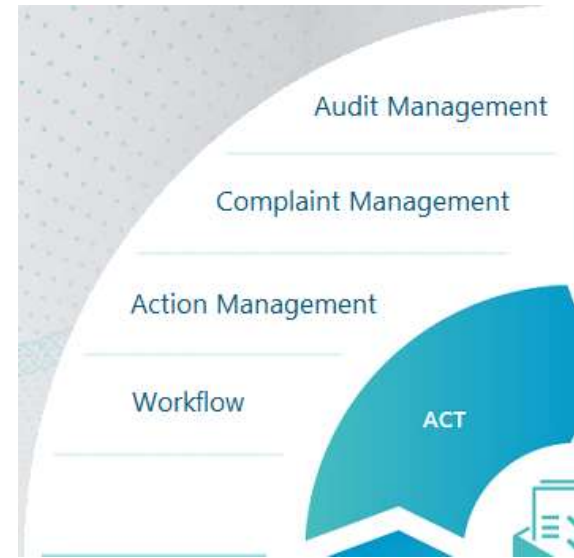 Audit Management
Complaint Management
Action Management
Workflow
ACT